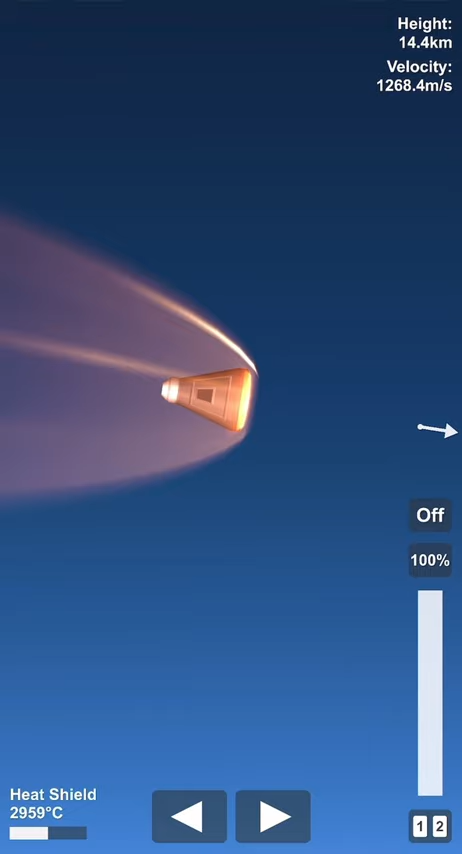 Height:
14.4km
Velocity:
1268.4m/s
Off
100%
Heat Shield
2959°C
1 2